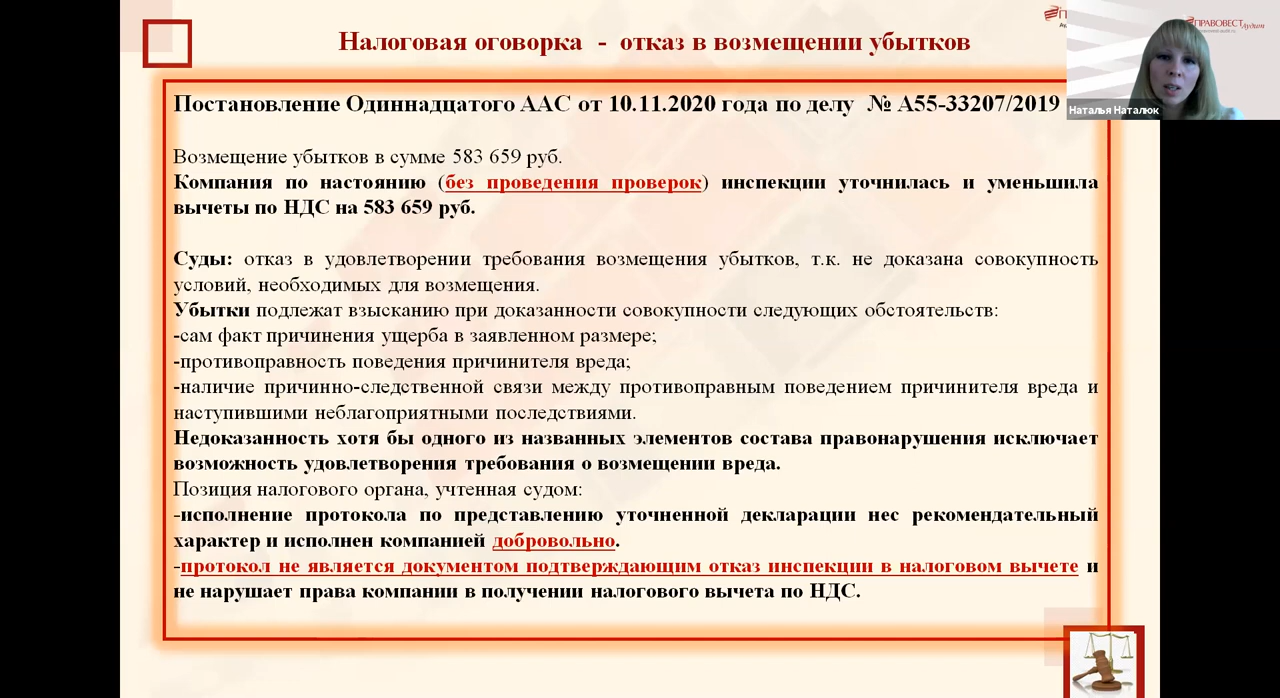 Налоговая оговорка - отказ в возмещении убытков
ПРАВОВЕСТ Аудит
Наталья Наталюк
Постановление Одиннадцатого ААС от 10.11.2020 года по делу № А55-33207/2019
Возмещение убытков в сумме 583 659 руб.
Компания по настоянию (без проведения проверок) инспекции уточнилась и уменьшила
вычеты по НДС на 583 659 руб.
Суды: отказ в удовлетворении требования возмещения убытков, т.к. не доказана совокупность
условий, необходимых для возмещения.
Убытки подлежат взысканию при доказанности совокупности следующих обстоятельств:
-сам факт причинения ущерба в заявленном размере;
-противоправность поведения причинителя вреда;
-наличие причинно-следственной связи между противоправным поведением причинителя вреда и
наступившими неблагоприятными последствиями.
Недоказанность хотя бы одного из названных элементов состава правонарушения исключает
возможность удовлетворения требования о возмещении вреда.
Позиция налогового органа, учтенная судом:
-исполнение протокола по представлению уточненной декларации нес рекомендательный
характер и исполнен компанией добровольно.
-протокол не является документом подтверждающим отказ инспекции в налоговом вычете и
не нарушает права компании в получении налогового вычета по НДС.